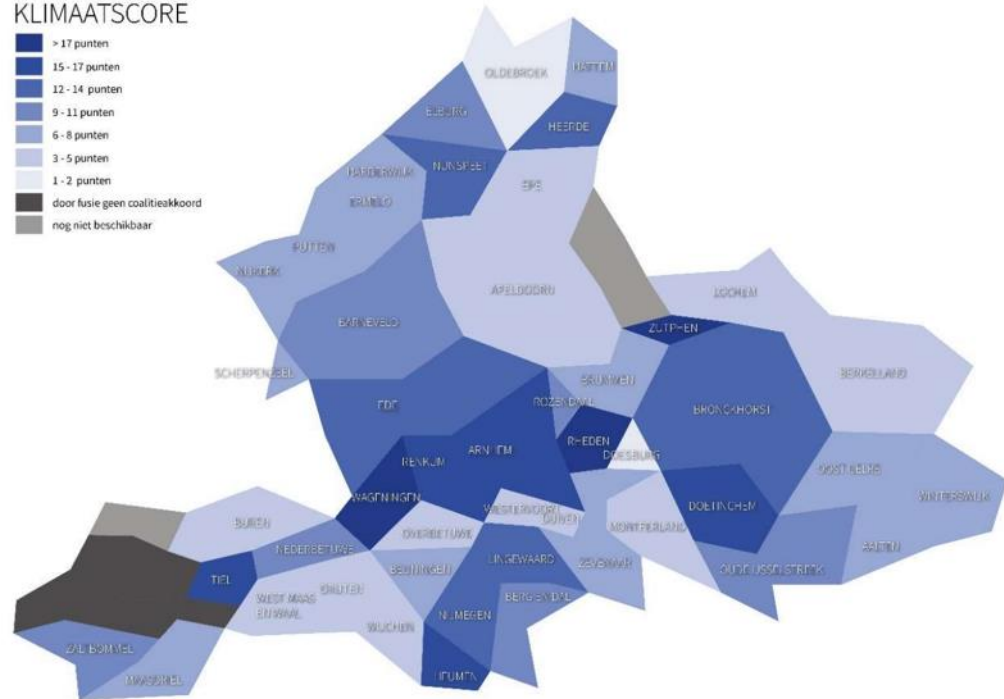 KLIMAATSCORE
> 17 punten
15 - 17 punten
12 - 14 punten
9 - 11 punten
6 - 8 punten
3 - 5 punten
1 - 2 punten
door fusie geen coalitieakkoord
nog niet beschikbaar
OLDEBROEK
HATTEM
ELBURG
HEERDE
HARDERWIJK
NUNSPEET
EPE
ERMELO
PUTTEN
NIJKERK
APELDOORN
LOCHEM
BARNEVELD
ZUTPHEN
SCHERPENZEEL
BRUMMEN
BERKELLAND
EDE
ROZENDAAL
BRONCKHORST
RENKUM
ARNHEM
RHEDEN
DOESBURG
OOST GELRE
WAGENINGEN
WESTERVOORT
DUIVEN
MONTFERLAND
DOETINCHEM
WINTERSWIJK
BUREN
OVERBETUWE
NEDERBETUWE
LINGEWAARD
ZEVENAAR
AALTEN
TIEL
BEUNINGEN
OUDE IJSSELSTREEK
DRUTEN
WEST MAAS
EN WAAL
BERG EN DAL
NIJMEGEN
WIJCHEN
ZALTBOMMEL
MAASDRIEL
HEUMEN